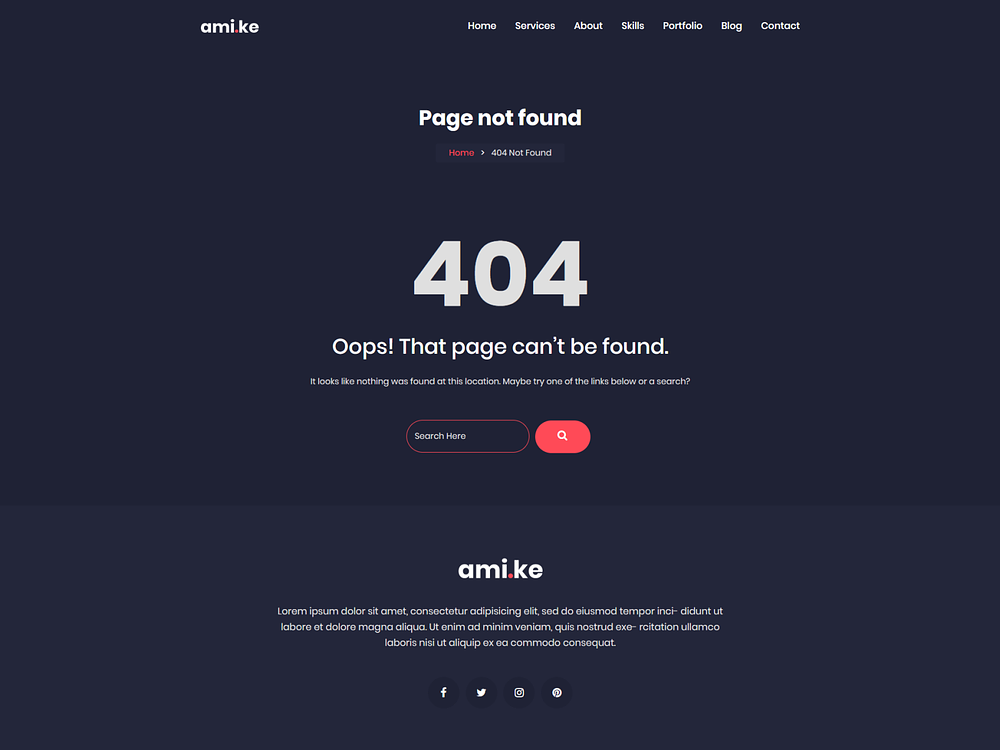 ami.ke
Home Services About Skills Portfolio Blog Contact
Page not found
Home > 404 Not Found
404
Oops! That page can't be found.
It looks like nothing was found at this location. Maybe try one of the links below or a search?
Search Here
ami.ke
Lorem ipsum dolor sit amet, consectetur adipisicing elit, sed do eiusmod tempor inci- didunt ut
labore et dolore magna aliqua. Ut enim ad minim veniam, quis nostrud exe- rcitation ullamco
laboris nisi ut aliquip ex ea commodo consequat.